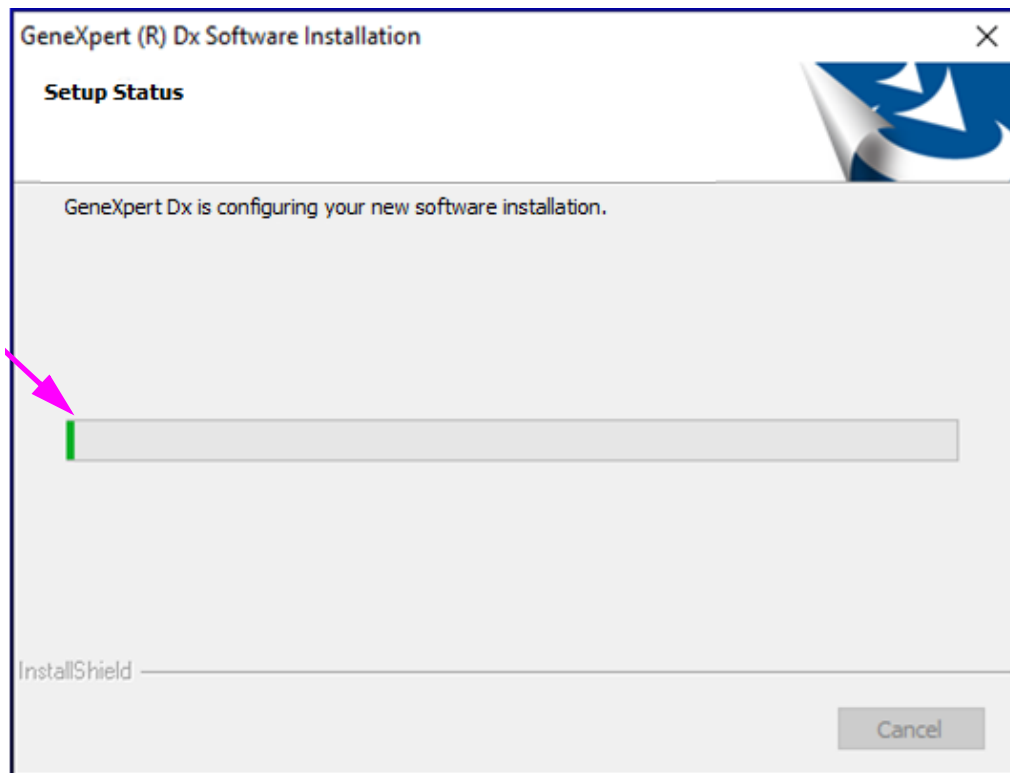 GeneXpert (R) Dx Software Installation
Setup Status
GeneXpert Dx is configuring your new software installation.
InstallShield
Cancel